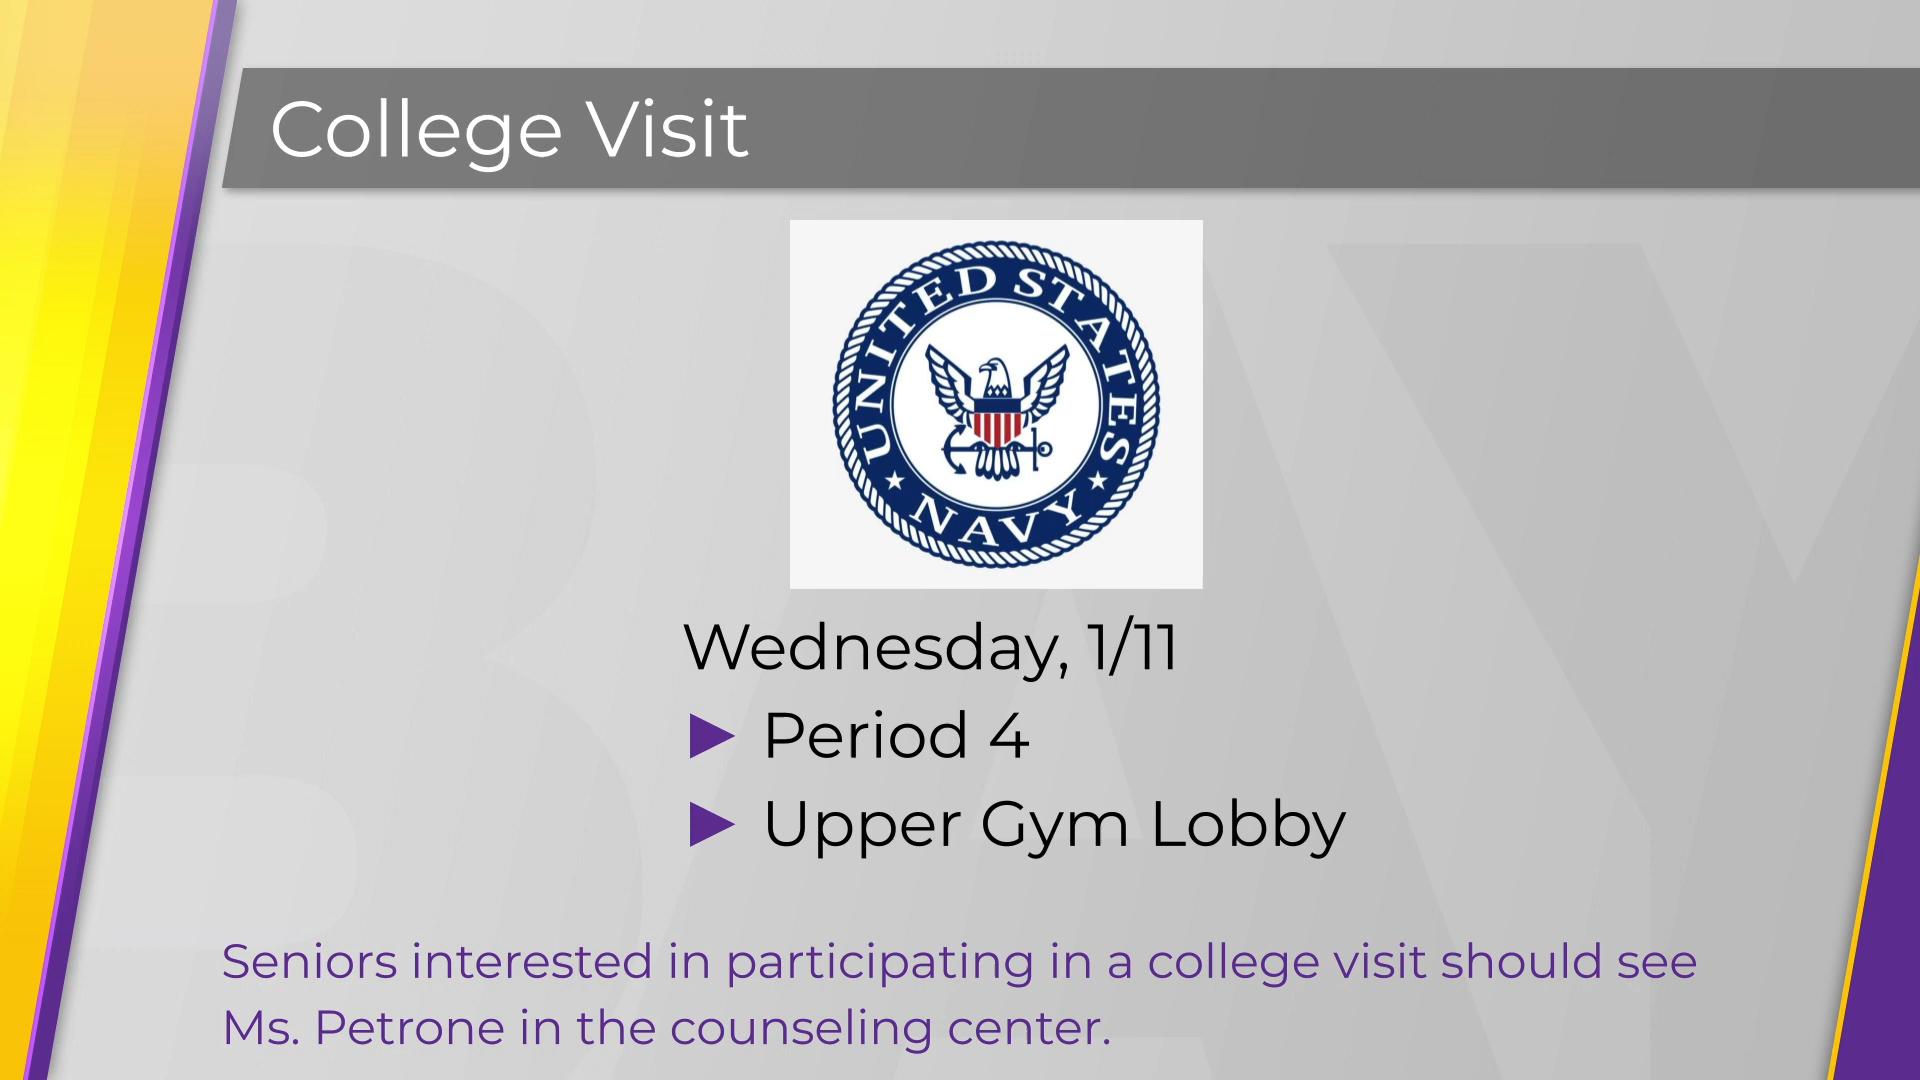 College Visit
UNITED STATES
NAVY
Wednesday, 1/11
► Period 4
► Upper Gym Lobby
Seniors interested in participating in a college visit should see
Ms. Petrone in the counseling center.
BAY